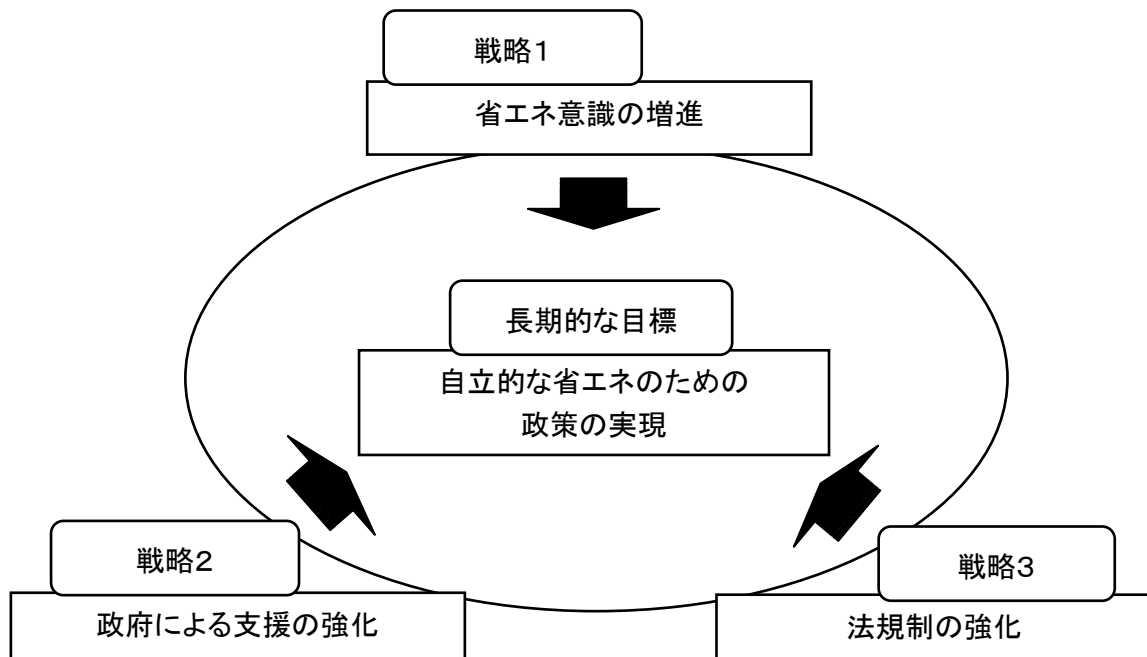 戦略1
省エネ意識の増進
長期的な目標
自立的な省エネのための
政策の実現
戦略2
政府による支援の強化
戦略3
法規制の強化